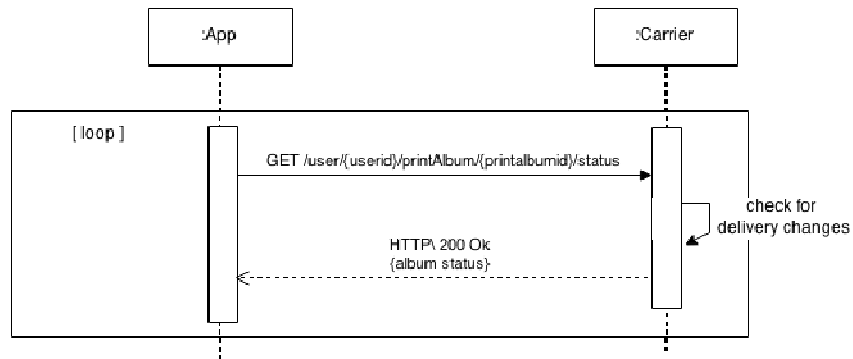 :App
:Carrier
[ loop ]
GET /user/{userid}/printAlbum/{printalbumid}/status
check for
delivery changes
HTTP\ 200 Ok
{album status}